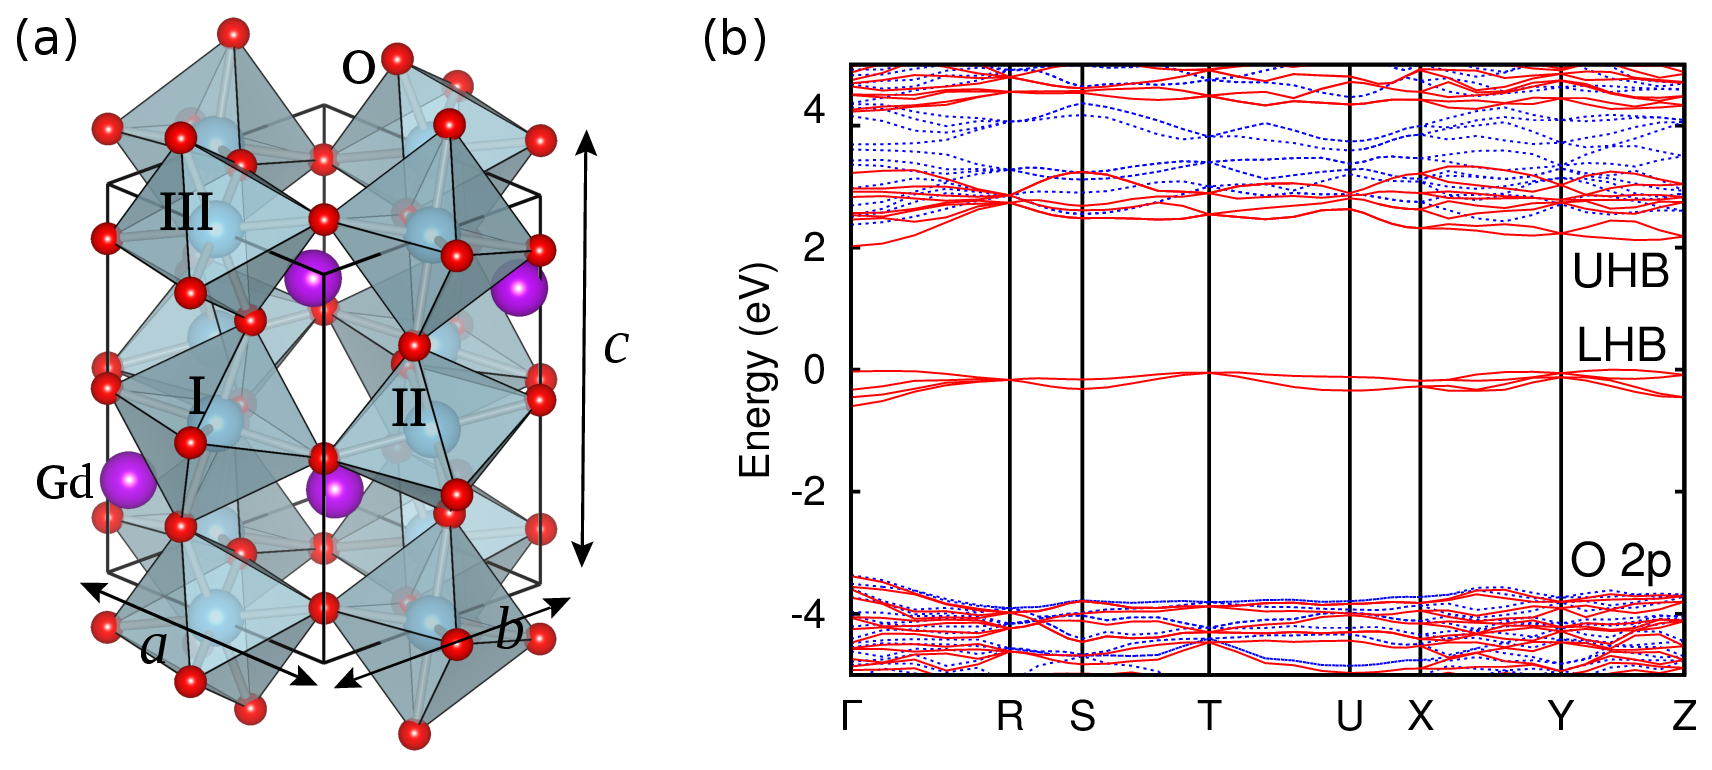 (a)
O
III
I
II
Gd
c
a
b
(b)
Energy (eV)
4
2
0
-2
-4
UHB
LHB
O 2p
Γ R S T U X Y Z